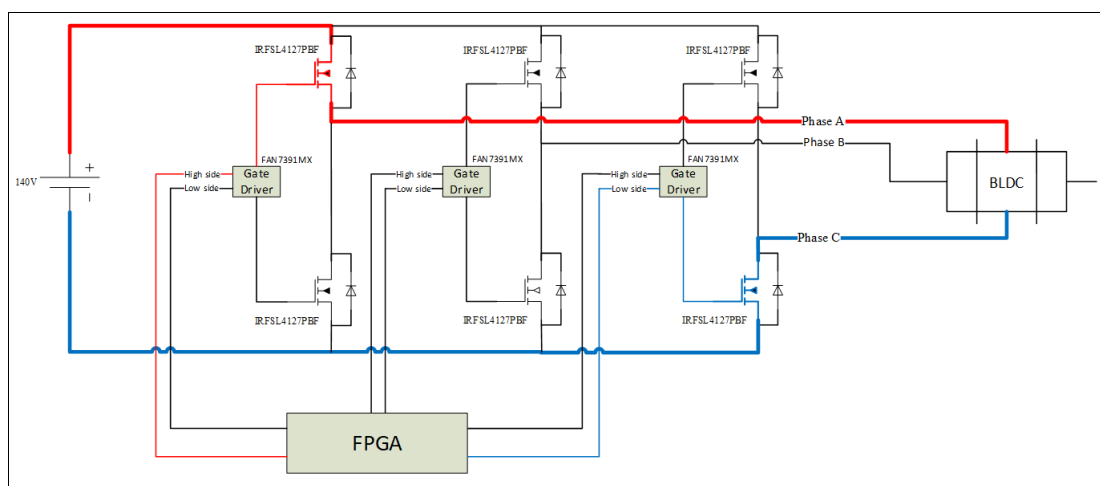 IRFSL4127PBF
IRFSL4127PBF
IRFSL4127PBF
Phase A
Phase B
FAN7391MX
FAN7391MX
FAN7391MX
+
140V
−
High side
Low side
Gate
Driver
High side
Low side
Gate
Driver
High side
Low side
Gate
Driver
BLDC
Phase C
IRFSL4127PBF
IRFSL4127PBF
IRFSL4127PBF
FPGA